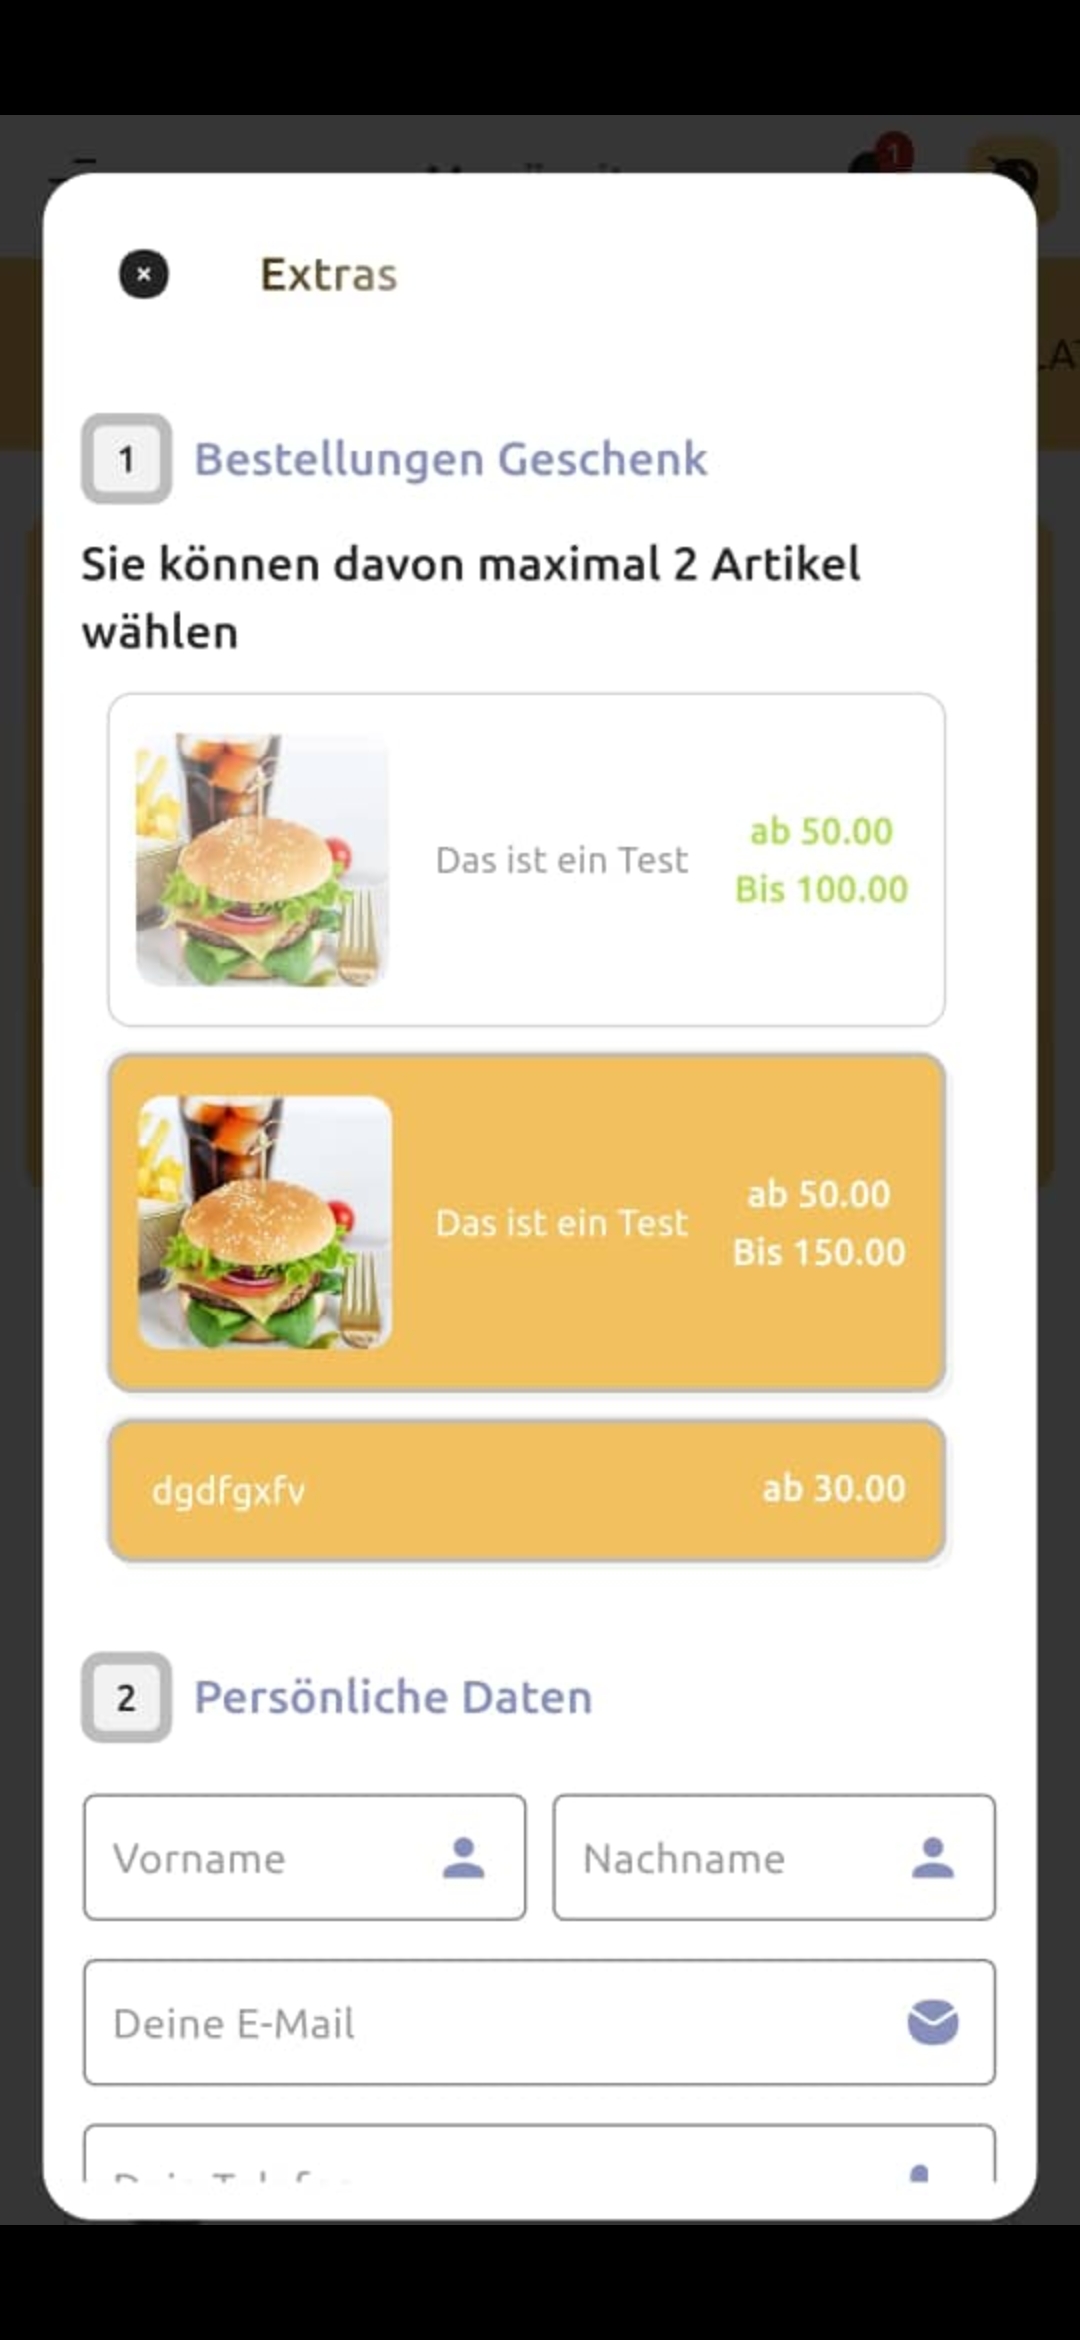 1
Extras
1
Bestellungen Geschenk
Sie können davon maximal 2 Artikel
wählen
Das ist ein Test
ab 50.00
Bis 100.00
Das ist ein Test
ab 50.00
Bis 150.00
dgdfgxfv
ab 30.00
2
Persönliche Daten
Vorname
Nachname
Deine E-Mail